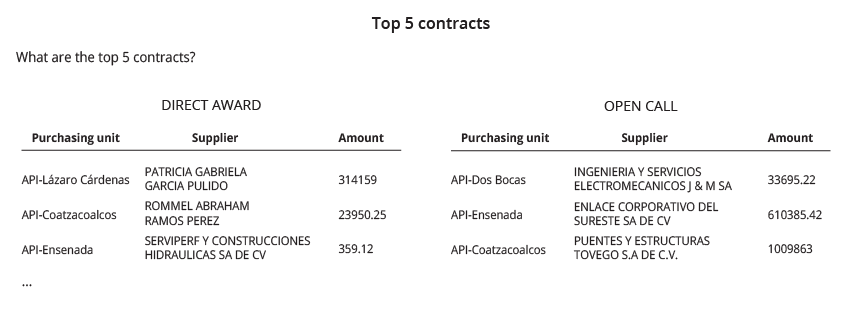 Top 5 contracts
What are the top 5 contracts?
DIRECT AWARD
Purchasing unit Supplier Amount
API-Lázaro Cárdenas PATRICIA GABRIELA GARCIA PULIDO 314159
API-Coatzacoalcos ROMMEL ABRAHAM RAMOS PEREZ 23950.25
API-Ensenada SERVIPERF Y CONSTRUCCIONES HIDRAULICAS SA DE CV 359.12
...
OPEN CALL
Purchasing unit Supplier Amount
API-Dos Bocas INGENIERIA Y SERVICIOS ELECTROMECANICOS J & M SA 33695.22
API-Ensenada ENLACE CORPORATIVO DEL SURESTE SA DE CV 610385.42
API-Coatzacoalcos PUENTES Y ESTRUCTURAS TOVEGO S.A DE C.V. 1009863